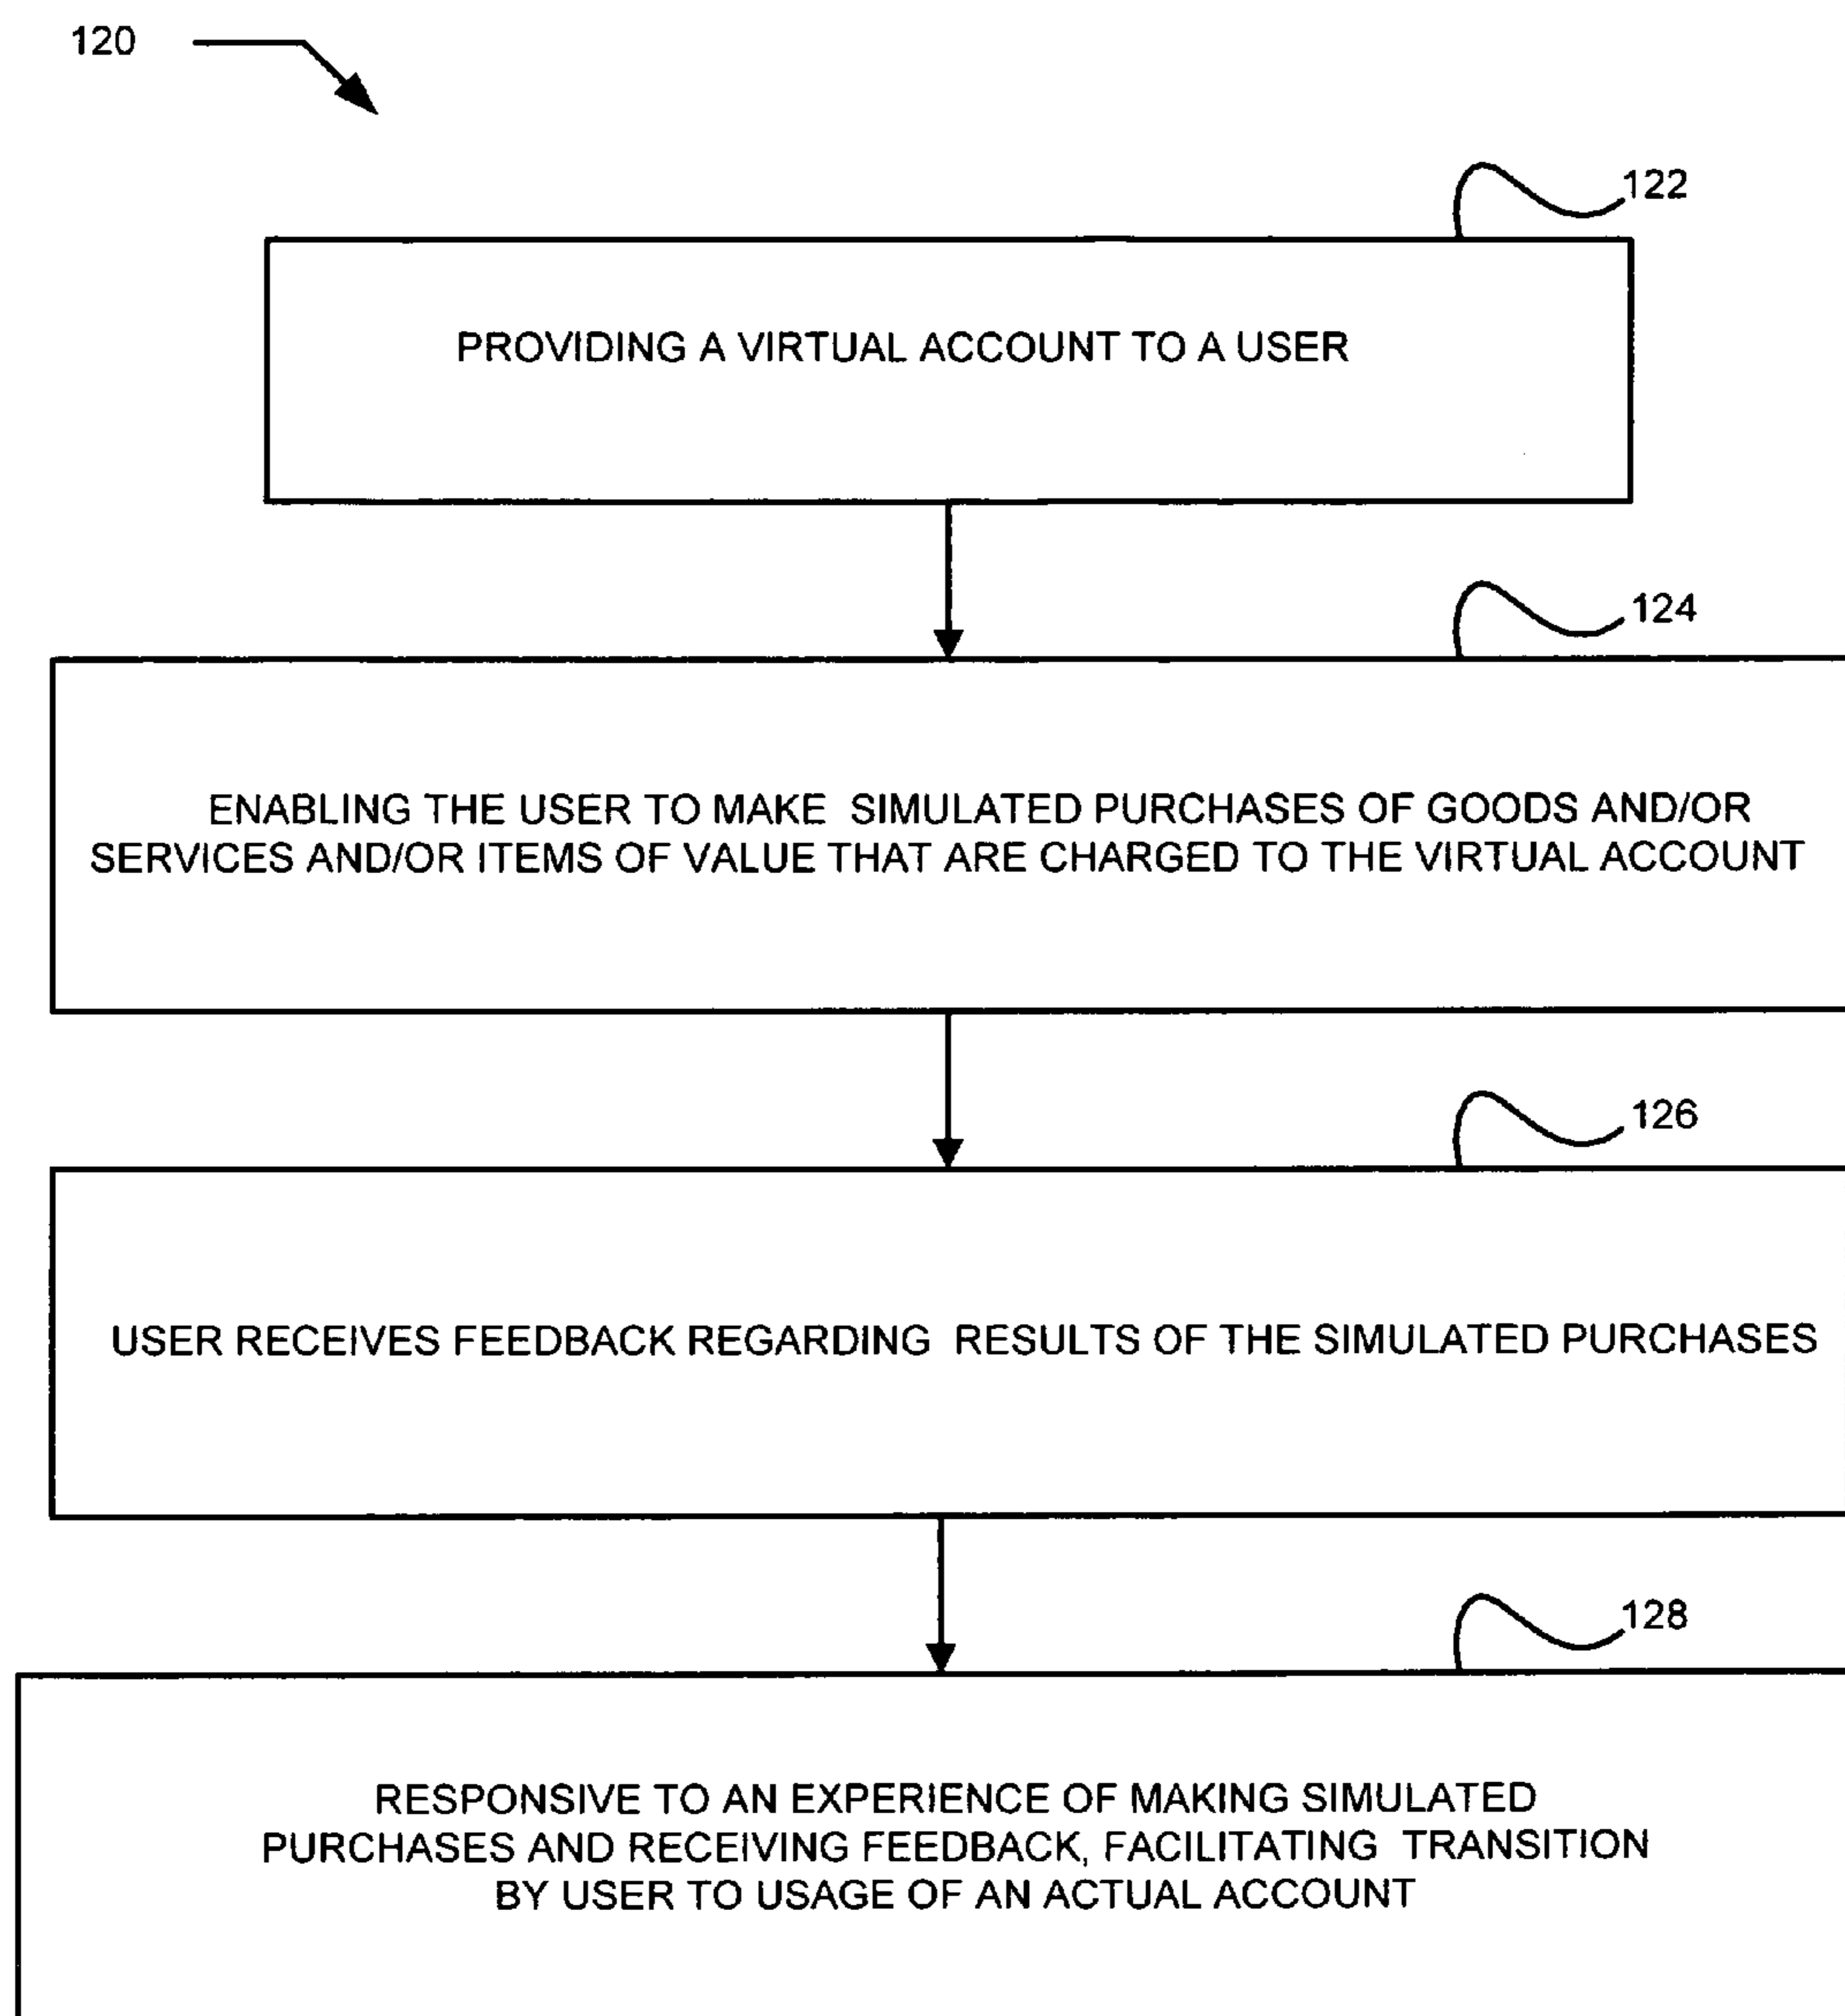 120
122
PROVIDING A VIRTUAL ACCOUNT TO A USER
124
ENABLING THE USER TO MAKE SIMULATED PURCHASES OF GOODS AND/OR
SERVICES AND/OR ITEMS OF VALUE THAT ARE CHARGED TO THE VIRTUAL ACCOUNT
126
USER RECEIVES FEEDBACK REGARDING RESULTS OF THE SIMULATED PURCHASES
128
RESPONSIVE TO AN EXPERIENCE OF MAKING SIMULATED
PURCHASES AND RECEIVING FEEDBACK, FACILITATING TRANSITION
BY USER TO USAGE OF AN ACTUAL ACCOUNT